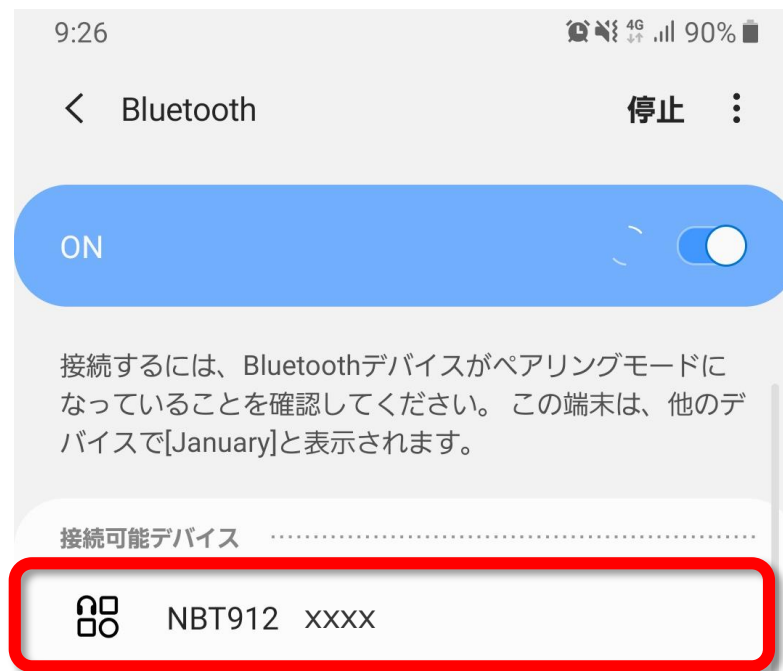 9:26 4G 90%
Bluetooth 停止
ON
接続するには、Bluetoothデバイスがペアリングモードに
なっていることを確認してください。 この端末は、他のデ
バイスで[January]と表示されます。
接続可能デバイス
NBT912 xxxx